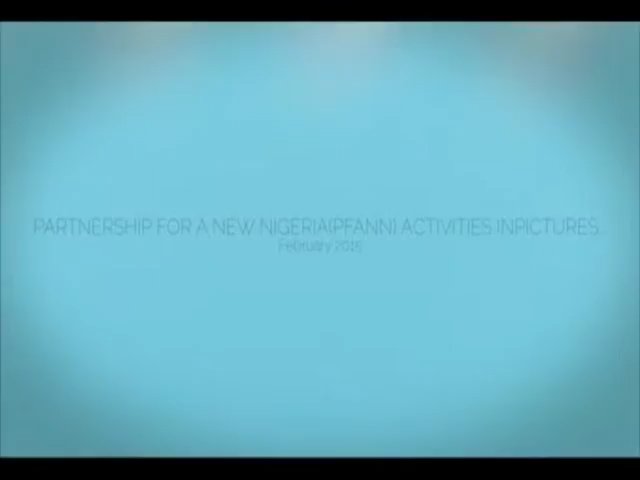 PARTNERSHIP FOR A NEW NIGERIA(PFANN) ACTIVITIES INPICTURES.
February 2015